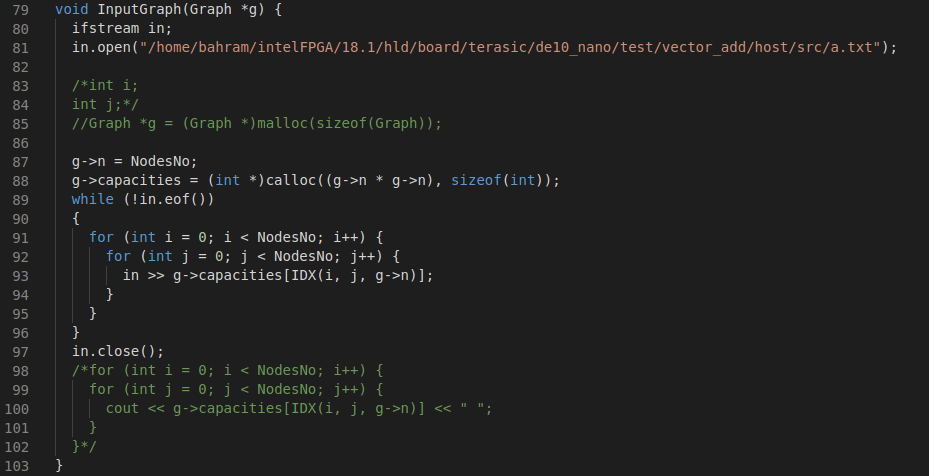 79 void InputGraph(Graph *g) {
80 ifstream in;
81 in.open("/home/bahram/intelFPGA/18.1/hld/board/terasic/de10_nano/test/vector_add/host/src/a.txt");
82
83 /*int i;
84 int j;*/
85 //Graph *g = (Graph *)malloc(sizeof(Graph));
86
87 g->n = NodesNo;
88 g->capacities = (int *)calloc((g->n * g->n), sizeof(int));
89 while (!in.eof())
90 {
91 for (int i = 0; i < NodesNo; i++) {
92 for (int j = 0; j < NodesNo; j++) {
93 in >> g->capacities[IDX(i, j, g->n)];
94 }
95 }
96 }
97 in.close();
98 /*for (int i = 0; i < NodesNo; i++) {
99 for (int j = 0; j < NodesNo; j++) {
100 cout << g->capacities[IDX(i, j, g->n)] << " ";
101 }
102 }*/
103 }